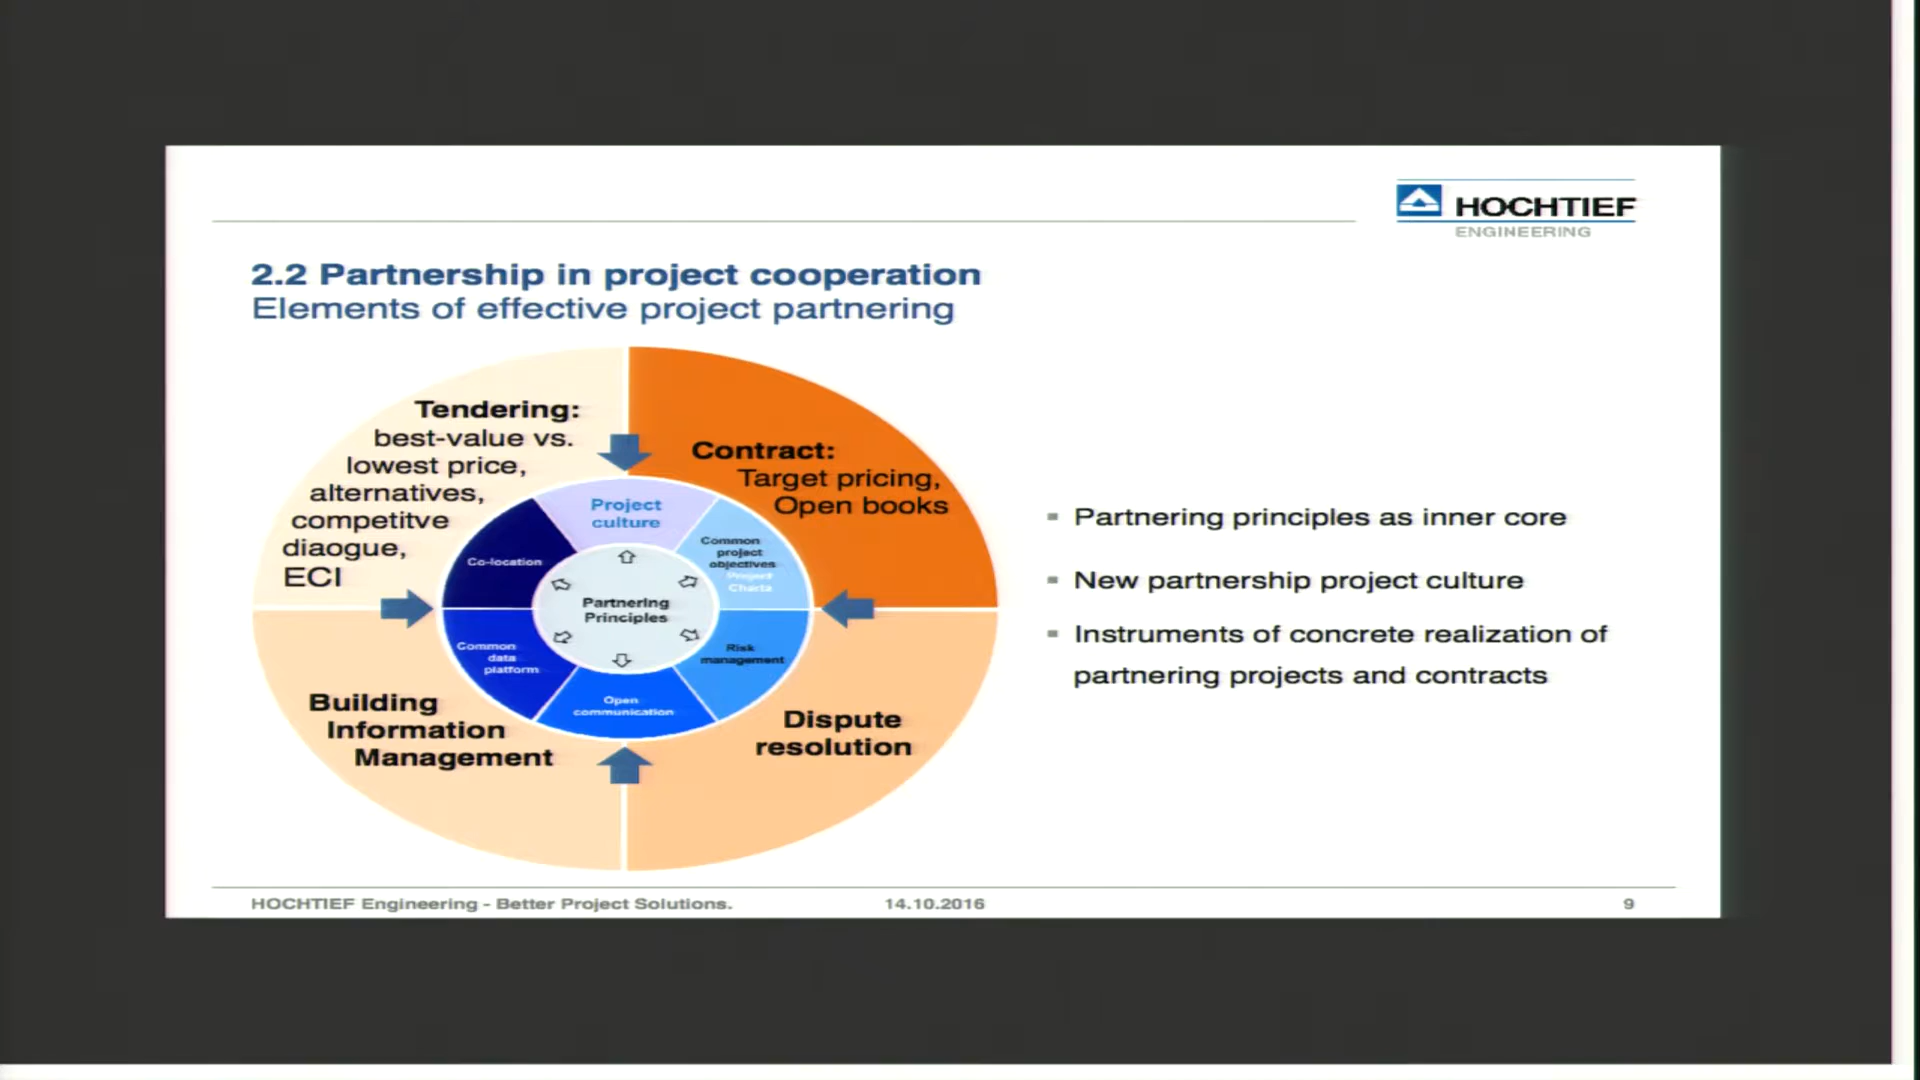 HOCHTIEF
ENGINEERING
2.2 Partnership in project cooperation
Elements of effective project partnering
Tendering:
best-value vs.
lowest price,
alternatives,
competitve
diaogue,
ECI
Contract:
Target pricing,
Open books
Project
culture
Common
project
objectives
Project
Charta
Co-location
Partnering
Principles
Common
data
platform
Risk
management
Open
communication
Building
Information
Management
Dispute
resolution
▪ Partnering principles as inner core
▪ New partnership project culture
▪ Instruments of concrete realization of
partnering projects and contracts
HOCHTIEF Engineering - Better Project Solutions. 14.10.2016 9